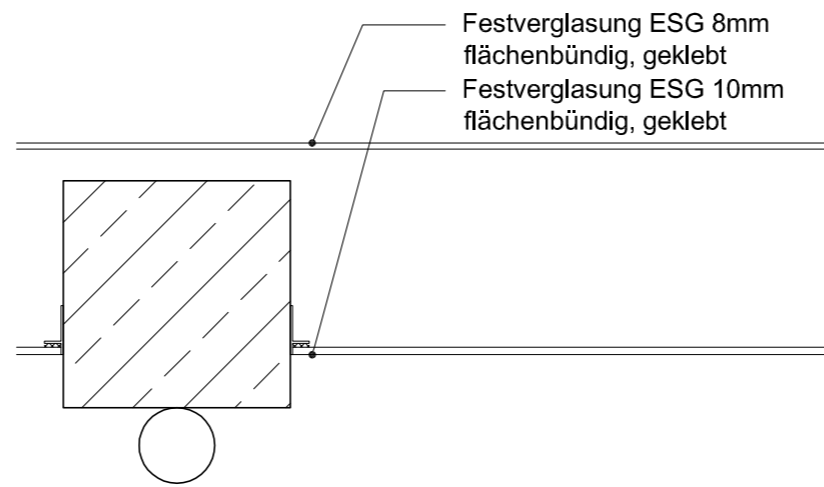 Festverglasung ESG 8mm
flächenbündig, geklebt
Festverglasung ESG 10mm
flächenbündig, geklebt